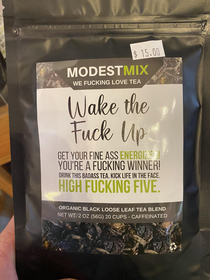 $ 15.00
MODESTMIX
WE FUCKING LOVE TEA
Wake the
Fuck Up
GET YOUR FINE ASS ENERGIZED
YOU'RE A FUCKING WINNER!
DRINK THIS BADASS TEA. KICK LIFE IN THE FACE.
HIGH FUCKING FIVE.
ORGANIC BLACK LOOSE LEAF TEA BLEND
NET WT/2 OZ (56G) 20 CUPS - CAFFEINATED